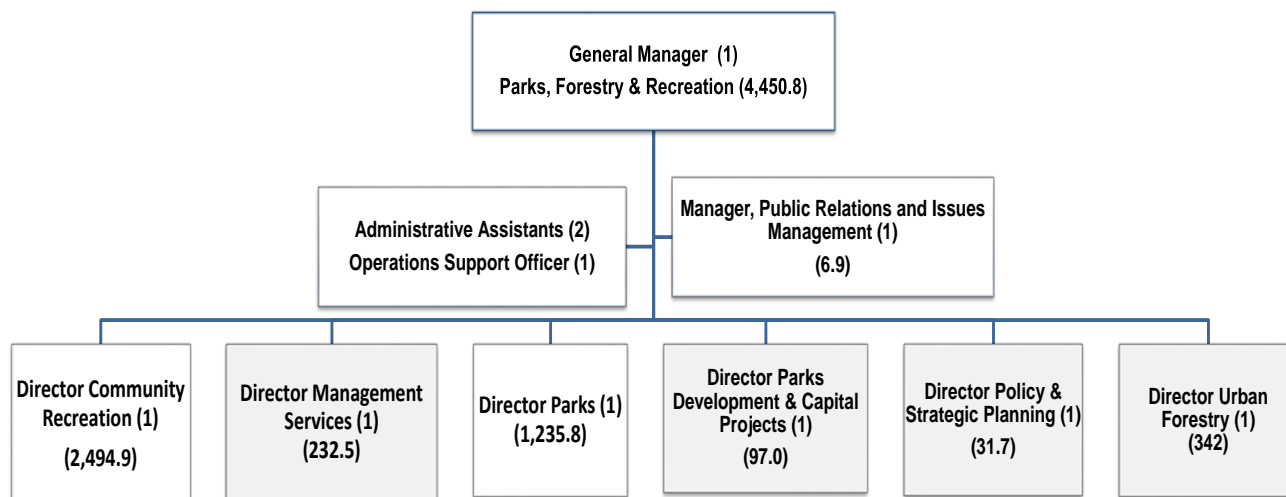 General Manager (1)
Parks, Forestry & Recreation (4,450.8)
Administrative Assistants (2)
Operations Support Officer (1)
Manager, Public Relations and Issues
Management (1)
(6.9)
Director Community
Recreation (1)
(2,494.9)
Director Management
Services (1)
(232.5)
Director Parks (1)
(1,235.8)
Director Parks
Development & Capital
Projects (1)
(97.0)
Director Policy &
Strategic Planning (1)
(31.7)
Director Urban
Forestry (1)
(342)